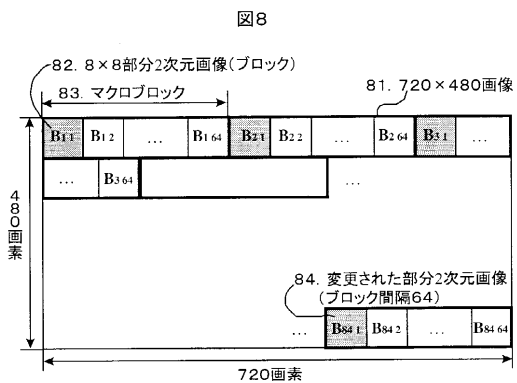 図8
82. 8×8部分2次元画像(ブロック)
83. マクロブロック
81. 720×480画像
B1 1 B1 2 … B1 64 B2 1 B2 2 … B2 64 B3 1 …
… B3 64 …
480画素
84. 変更された部分2次元画像
(ブロック間隔64)
… B84 1 B84 2 … B84 64
720画素